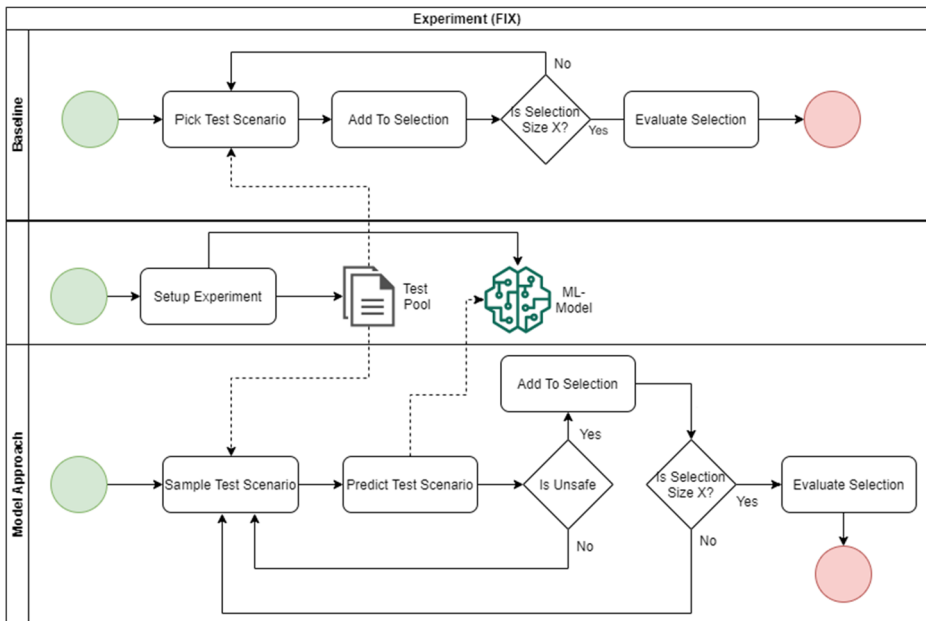 Experiment (FIX)
Baseline
No
Pick Test Scenario
Add To Selection
Is Selection
Size X?
Yes
Evaluate Selection
Setup Experiment
Test
Pool
ML-
Model
Model Approach
Add To Selection
Yes
Sample Test Scenario
Predict Test Scenario
Is Unsafe
Is Selection
Size X?
Yes
Evaluate Selection
No
No